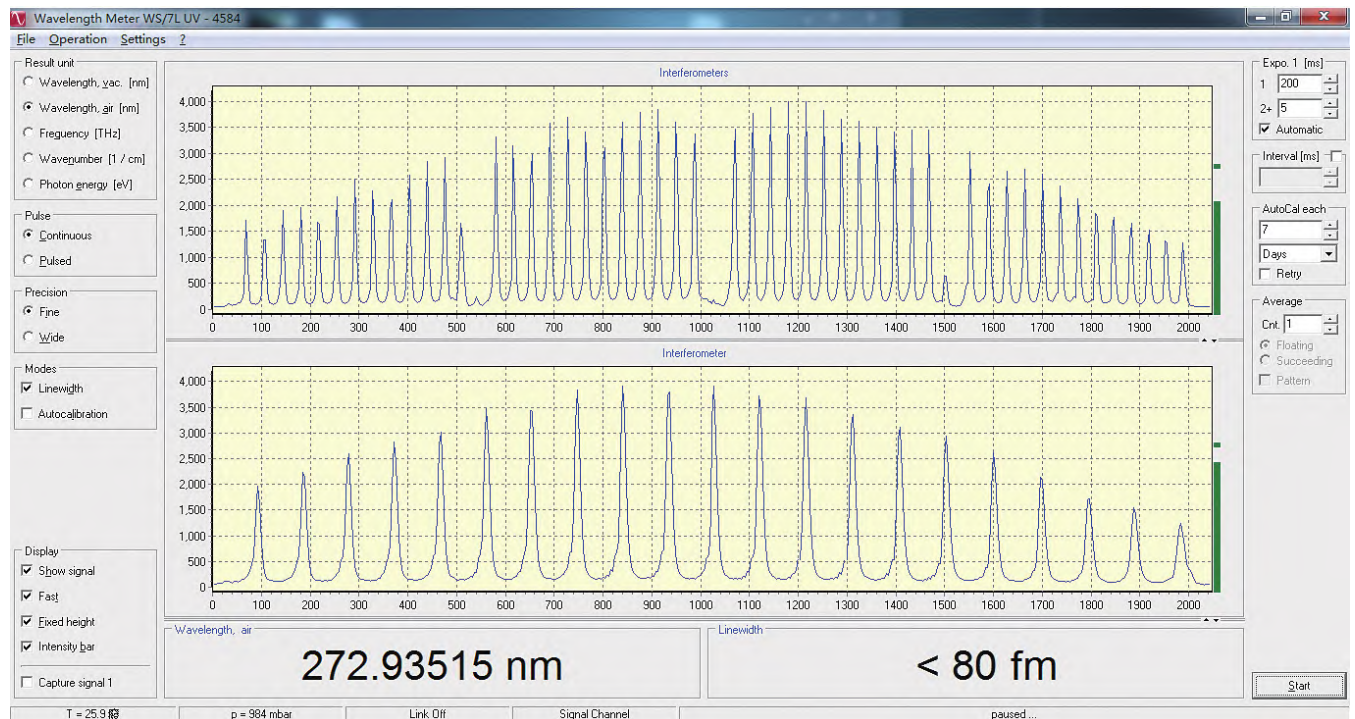 Wavelength Meter WS/7L UV - 4584
File Operation Settings ?
Result unit
Wavelength, vac. [nm]
Wavelength, air [nm]
Frequency [THz]
Wavenumber [1 / cm]
Photon energy [eV]
Pulse
Continuous
Pulsed
Precision
Fine
Wide
Modes
Linewidth
Autocalibration
Display
Show signal
Fast
Fixed height
Intensity bar
Capture signal 1
Interferometers
4,000
3,500
3,000
2,500
2,000
1,500
1,000
500
0
0 100 200 300 400 500 600 700 800 900 1000 1100 1200 1300 1400 1500 1600 1700 1800 1900 2000
Interferometer
4,000
3,500
3,000
2,500
2,000
1,500
1,000
500
0
0 100 200 300 400 500 600 700 800 900 1000 1100 1200 1300 1400 1500 1600 1700 1800 1900 2000
Wavelength, air
272.93515 nm
Linewidth
< 80 fm
Expo. 1 [ms]
1 200
2+ 5
Automatic
Interval [ms]
AutoCal each
7
Days
Retry
Average
Cnt. 1
Floating
Succeeding
Pattern
Start
T = 25.9 p = 984 mbar Link Off Signal Channel paused ...